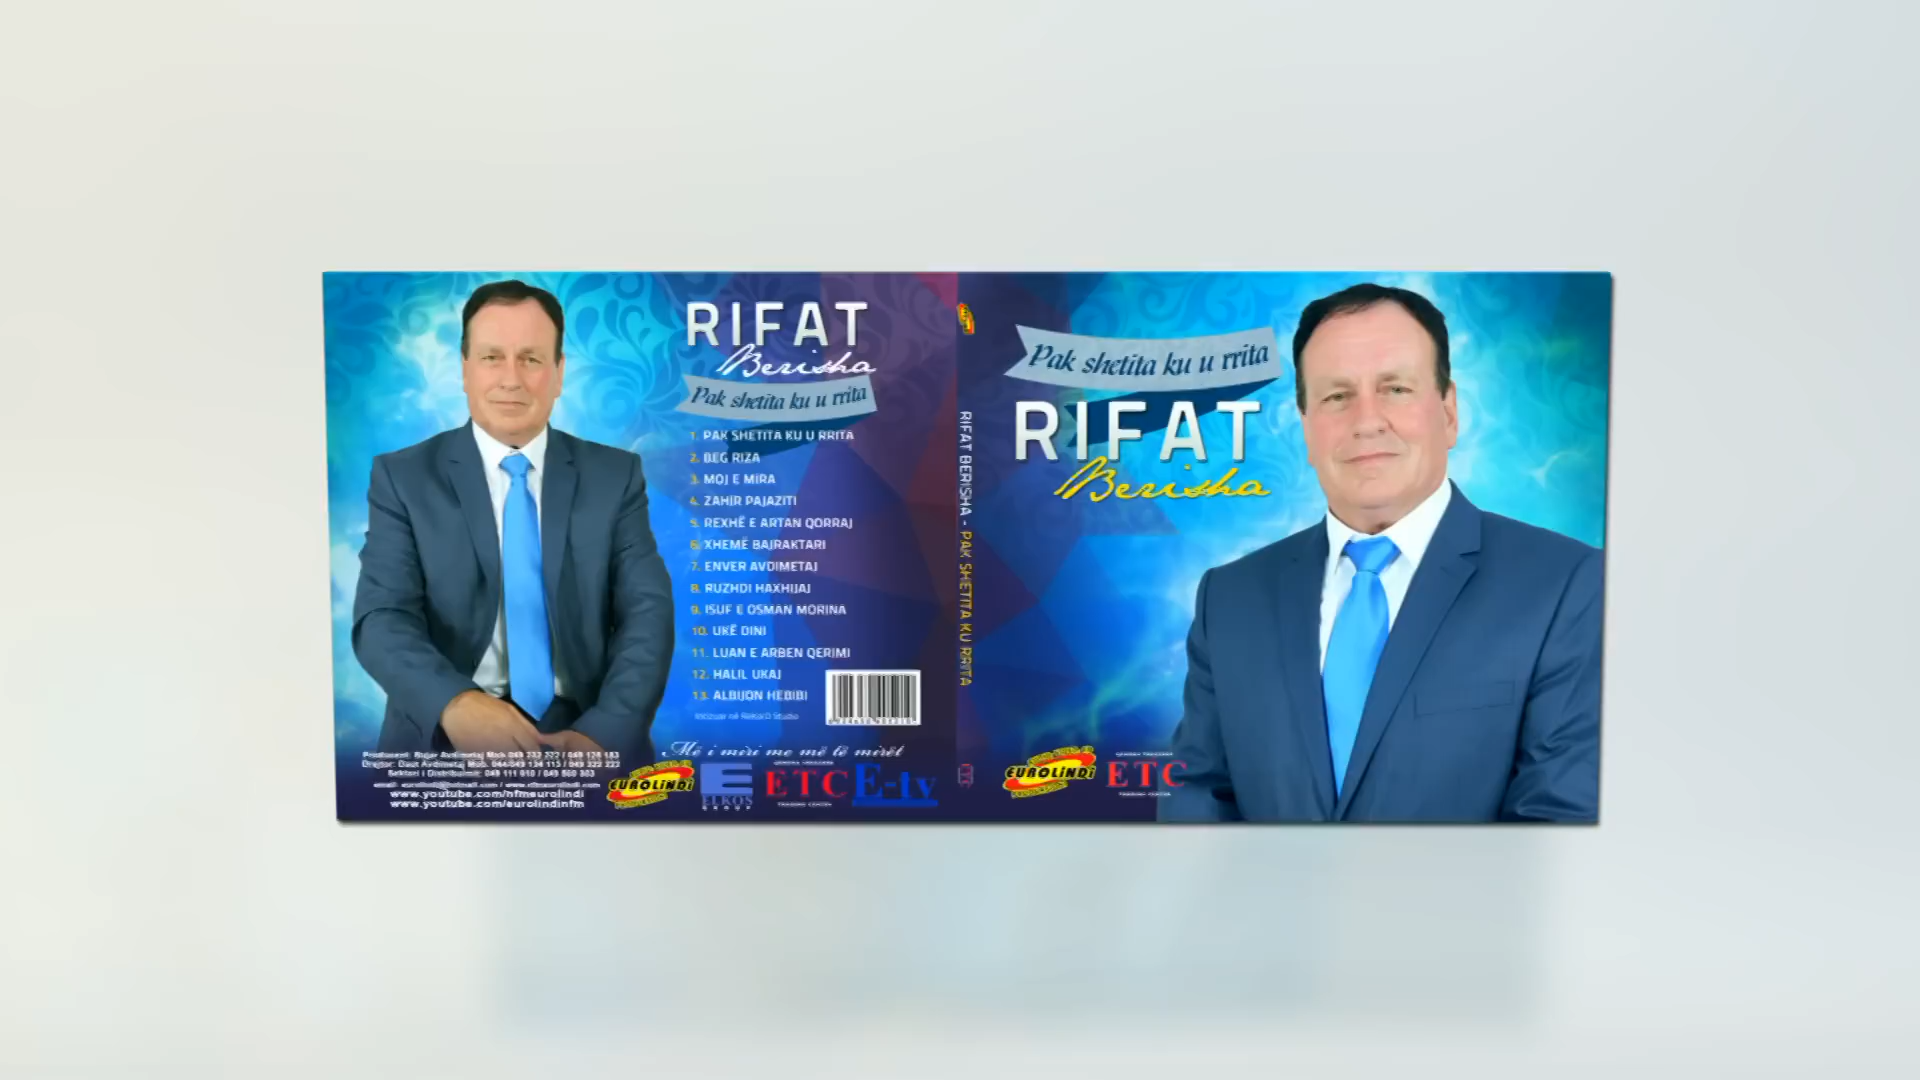 RIFAT
Berisha
Pak shetita ku u rrita
1. PAK SHETITA KU U RRITA
2. BEG RIZA
3. MOJ E MIRA
4. ZAHIR PAJAZITI
5. REXHË E ARTAN QORRAJ
6. XHEMË BAJRAKTARI
7. ENVER AVDIMETAJ
8. RUZHDI HAXHIJAJ
9. ISUF E OSMAN MORINA
10. UKË DINI
11. LUAN E ARBEN QERIMI
12. HALIL UKAJ
13. ALBIJON HEBIBI
Më i miri me më të mirët
www.youtube.com/hfmeurolindi
www.youtube.com/eurolindinfm
EUROLINDI
ELKOS
GROUP
ETC
E-tv
RIFAT BERISHA - PAK SHETITA KU RRITA
Pak shetita ku u rrita
RIFAT
Berisha
EUROLINDI
ETC